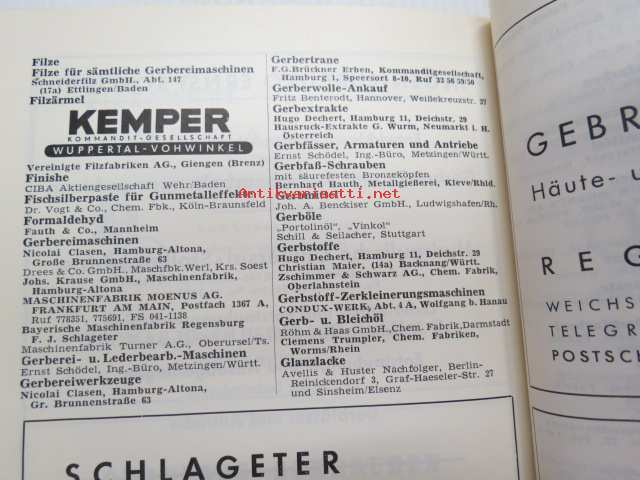 Filze
Filze für sämtliche Gerbereimaschinen
Schneiderfilz GmbH., Abt. 147
(17a) Ettlingen/Baden
Filzärmel
KEMPER
KOMMANDIT-GESELLSCHAFT
WUPPERTAL-VOHWINKEL
Vereinigte Filzfabriken AG., Giengen (Brenz)
Finishe
CIBA Aktiengesellschaft Wehr/Baden
Fischsilberpaste für Gunmetalleffekte
Dr. Vogt & Co., Chem. Fbk., Köln-Braunsfeld
Formaldehyd
Fauth & Co., Mannheim
Gerbereimaschinen
Nicolai Clasen, Hamburg-Altona,
Große Brunnenstraße 63
Drees & Co. GmbH., Maschfbk. Werl, Krs. Soest
Johs. Krause GmbH., Maschinenfabrik,
Hamburg-Altona
MASCHINENFABRIK MOENUS AG.
FRANKFURT AM MAIN, Postfach 1367 A,
Ruf 778351, 775691, FS 041-1138
Bayerische Maschinenfabrik Regensburg
F. J. Schlageter
Maschinenfabrik Turner A.G., Oberursel/Ts.
Gerberei- u. Lederbearb.-Maschinen
Ernst Schödel, Ing.-Büro, Metzingen/Württ.
Gerbereiwerkzeuge
Nicolai Clasen, Hamburg-Altona,
Gr. Brunnenstraße 63
Gerbertrane
F.G. Brückner Erben, Kommanditgesellschaft,
Hamburg 1, Speersort 8-10, Ruf 33 56 59/50
Gerberwolle-Ankauf
Fritz Benterodt, Hannover, Weißekreuzstr. 37
Gerbextrakte
Hugo Dechert, Hamburg 11, Deichstr. 29
Hausruck-Extrakte G. Wurm, Neumarkt i. H.
Österreich
Gerbfässer, Armaturen und Antriebe
Ernst Schödel, Ing.-Büro, Metzingen/Württ.
Gerbfaß-Schrauben
mit säurefesten Bronzeköpfen
Bernhard Hauth, Metallgießerei, Kleve/Rhld.
Antikvariaatti.net
Joh. A. Benckiser GmbH., Ludwigshafen/Rh.
Gerböle
„Portolinöl", „Vinkol"
Schill & Seilacher, Stuttgart
Gerbstoffe
Hugo Dechert, Hamburg 11, Deichstr. 29
Christian Maier, (14a) Backnang/Württ.
Zschimmer & Schwarz AG., Chem. Fabrik,
Oberlahnstein
Gerbstoff-Zerkleinerungsmaschinen
CONDUX-WERK, Abt. 4 A, Wolfgang b. Hanau
Gerb- u. Bleichöl
Röhm & Haas GmbH., Chem. Fabrik, Darmstadt
Clemens Trumpler, Chem. Fabriken,
Worms/Rhein
Glanzlacke
Avellis & Huster Nachfolger, Berlin-
Reinickendorf 3, Graf-Haeseler-Str. 27
und Sinsheim/Elsenz
SCHLAGETER
GEBR
Häute- u
REG
WEICHS
TELEGR
POSTSCH